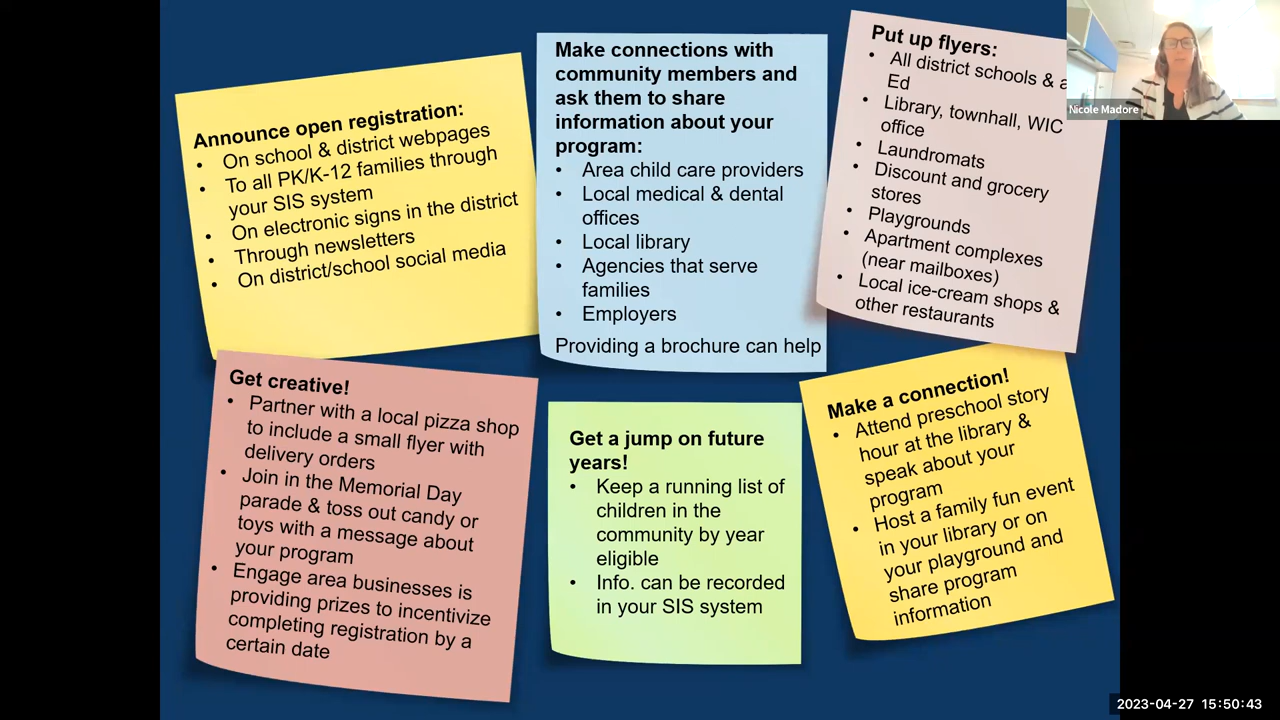 Announce open registration:
• On school & district webpages
• To all PK/K-12 families through
your SIS system
• On electronic signs in the district
• Through newsletters
• On district/school social media
Make connections with
community members and
ask them to share
information about your
program:
• Area child care providers
• Local medical & dental
offices
• Local library
• Agencies that serve
families
• Employers
Providing a brochure can help
Put up flyers:
• All district schools &
Ed
• Library, townhall, WIC
office
• Laundromats
• Discount and grocery
stores
• Playgrounds
• Apartment complexes
(near mailboxes)
• Local ice-cream shops &
other restaurants
Nicole Madore
Get creative!
• Partner with a local pizza shop
to include a small flyer with
delivery orders
• Join in the Memorial Day
parade & toss out candy or
toys with a message about
your program
• Engage area businesses is
providing prizes to incentivize
completing registration by a
certain date
Get a jump on future
years!
• Keep a running list of
children in the
community by year
eligible
• Info. can be recorded
in your SIS system
Make a connection!
• Attend preschool story
hour at the library &
speak about your
program
• Host a family fun event
in your library or on
your playground and
share program
information
2023-04-27 15:50:43